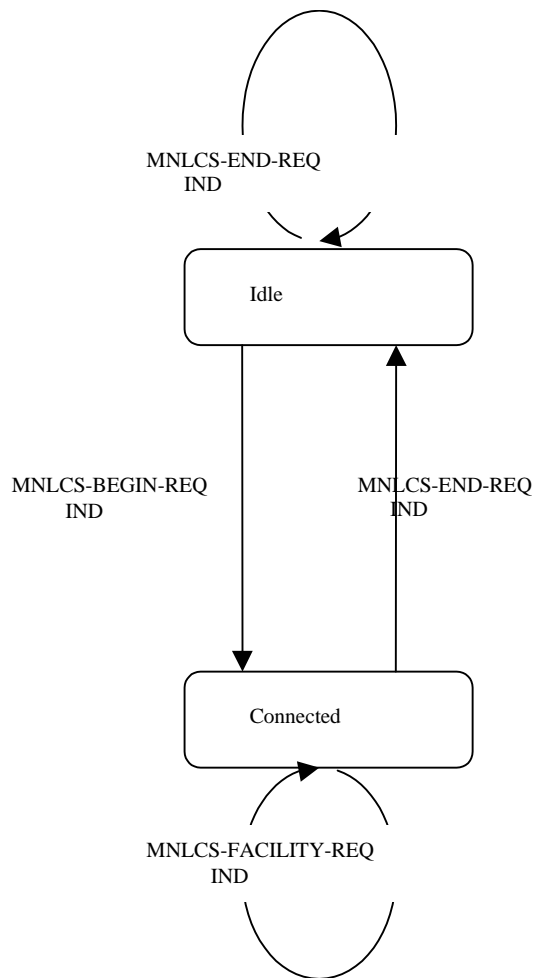 MNLCS-END-REQ
IND
Idle
MNLCS-BEGIN-REQ
IND
MNLCS-END-REQ
IND
Connected
MNLCS-FACILITY-REQ
IND